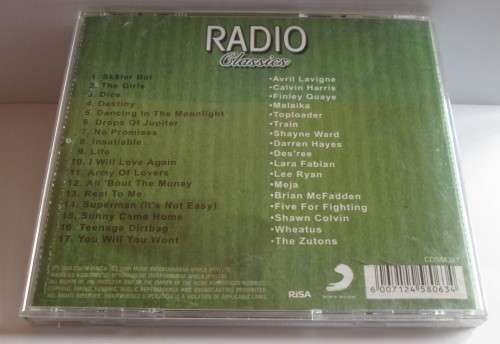 RADIO
Classics
1. Sk8ter Boi •Avril Lavigne
2. The Girls •Calvin Harris
3. Dice •Finley Quaye
4. Destiny •Malaika
5. Dancing In The Moonlight •Toploader
6. Drops Of Jupiter •Train
7. No Promises •Shayne Ward
8. Insatiable •Darren Hayes
9. Life •Des'ree
10. I Will Love Again •Lara Fabian
11. Army Of Lovers •Lee Ryan
12. All 'Bout The Money •Meja
13. Real To Me •Brian McFadden
14. Superman (It's Not Easy) •Five For Fighting
15. Sunny Came Home •Shawn Colvin
16. Teenage Dirtbag •Wheatus
17. You Will You Wont •The Zutons
RiSA
SONY MUSIC
6 007124 580634